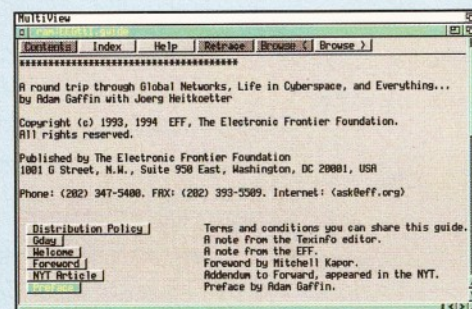 MultiView
Contents Index Help Retrace Browse < Browse >
****************************************
A round trip through Global Networks, Life in Cyberspace, and Everything...
by Adam Gaffin with Joerg Heitkoetter
Copyright (c) 1993, 1994 EFF, The Electronic Frontier Foundation.
All rights reserved.
Published by The Electronic Frontier Foundation
1001 G Street, N.W., Suite 950 East, Washington, DC 20001, USA
Phone: (202) 347-5400. FAX: (202) 393-5509. Internet: (ask@eff.org)
Distribution Policy Terms and conditions you can share this guide.
Gday A note from the Texinfo editor.
Welcome A note from the EFF.
Foreword Foreword by Mitchell Kapor.
NYT Article Addendum to Forward, appeared in the NYT.
Preface Preface by Adam Gaffin.